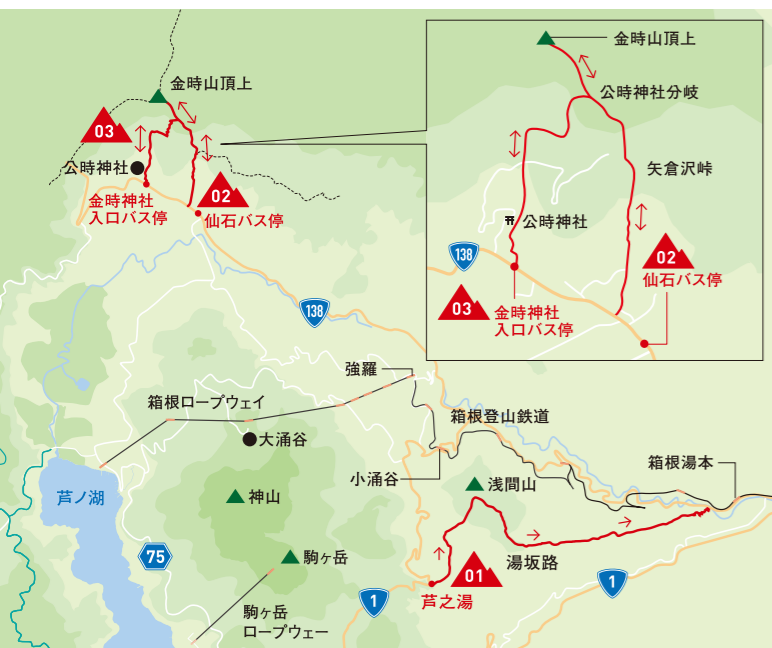 金時山頂上
03
公時神社
金時神社
入口バス停
02
仙石バス停
138
金時山頂上
公時神社分岐
矢倉沢峠
公時神社
138
02
仙石バス停
03
金時神社
入口バス停
強羅
箱根ロープウェイ
箱根登山鉄道
大涌谷
小涌谷
浅間山
箱根湯本
芦ノ湖
神山
75
駒ヶ岳
湯坂路
01
芦之湯
1
1
駒ヶ岳
ロープウェー